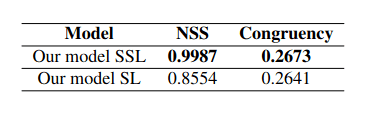 Model NSS Congruency
Our model SSL 0.9987 0.2673
Our model SL 0.8554 0.2641